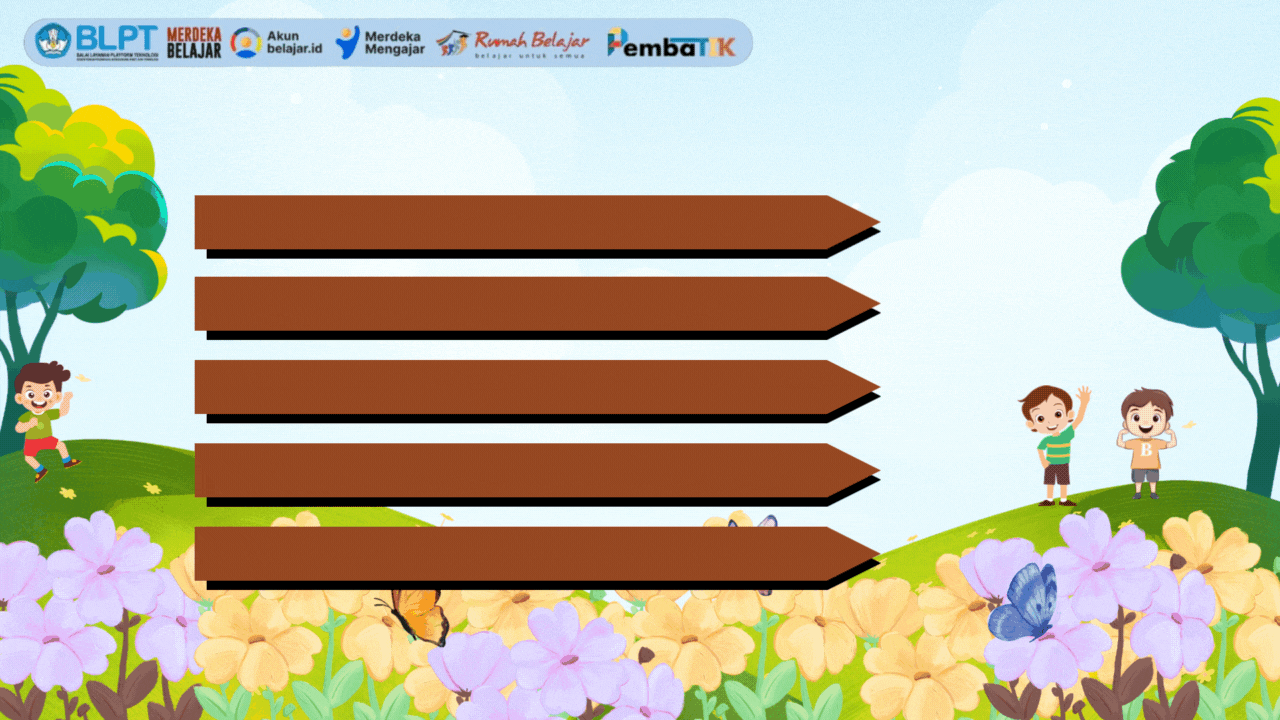 BLPT
BALAI LAYANAN PLATFORM TEKNOLOGI
MERDEKA
BELAJAR
Akun
belajar.id
Merdeka
Mengajar
Rumah Belajar
belajar untuk semua
PembaTIK
B